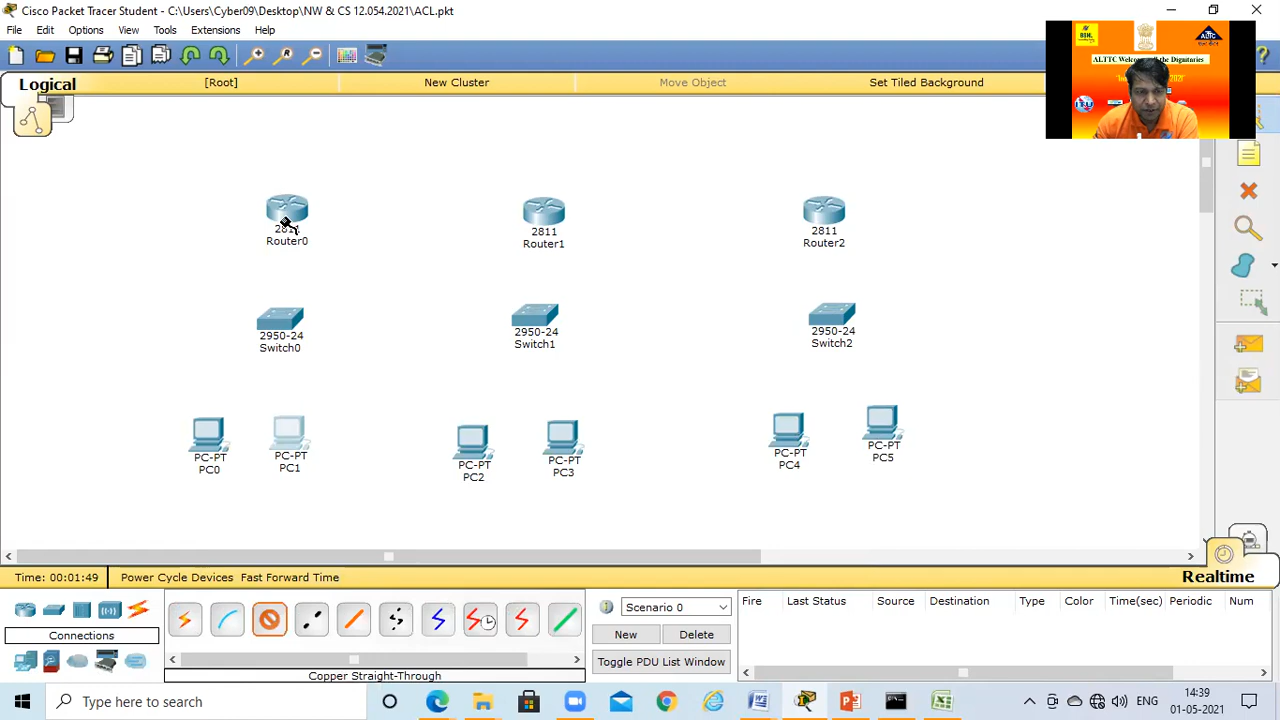 Cisco Packet Tracer Student - C:\Users\Cyber09\Desktop\NW & CS 12.054.2021\ACL.pkt
File Edit Options View Tools Extensions Help
Logical [Root] New Cluster Move Object Set Tiled Background
BSNL
ALTTC
2811
Router1
2811
Router2
Router0
2950-24
Switch0
2950-24
Switch1
2950-24
Switch2
PC-PT
PC0
PC-PT
PC1
PC-PT
PC2
PC-PT
PC3
PC-PT
PC4
PC-PT
PC5
Time: 00:01:49 Power Cycle Devices Fast Forward Time
Realtime
Connections
Copper Straight-Through
Scenario 0
New
Delete
Toggle PDU List Window
Fire Last Status Source Destination Type Color Time(sec) Periodic Num
Type here to search
ENG
14:39
01-05-2021